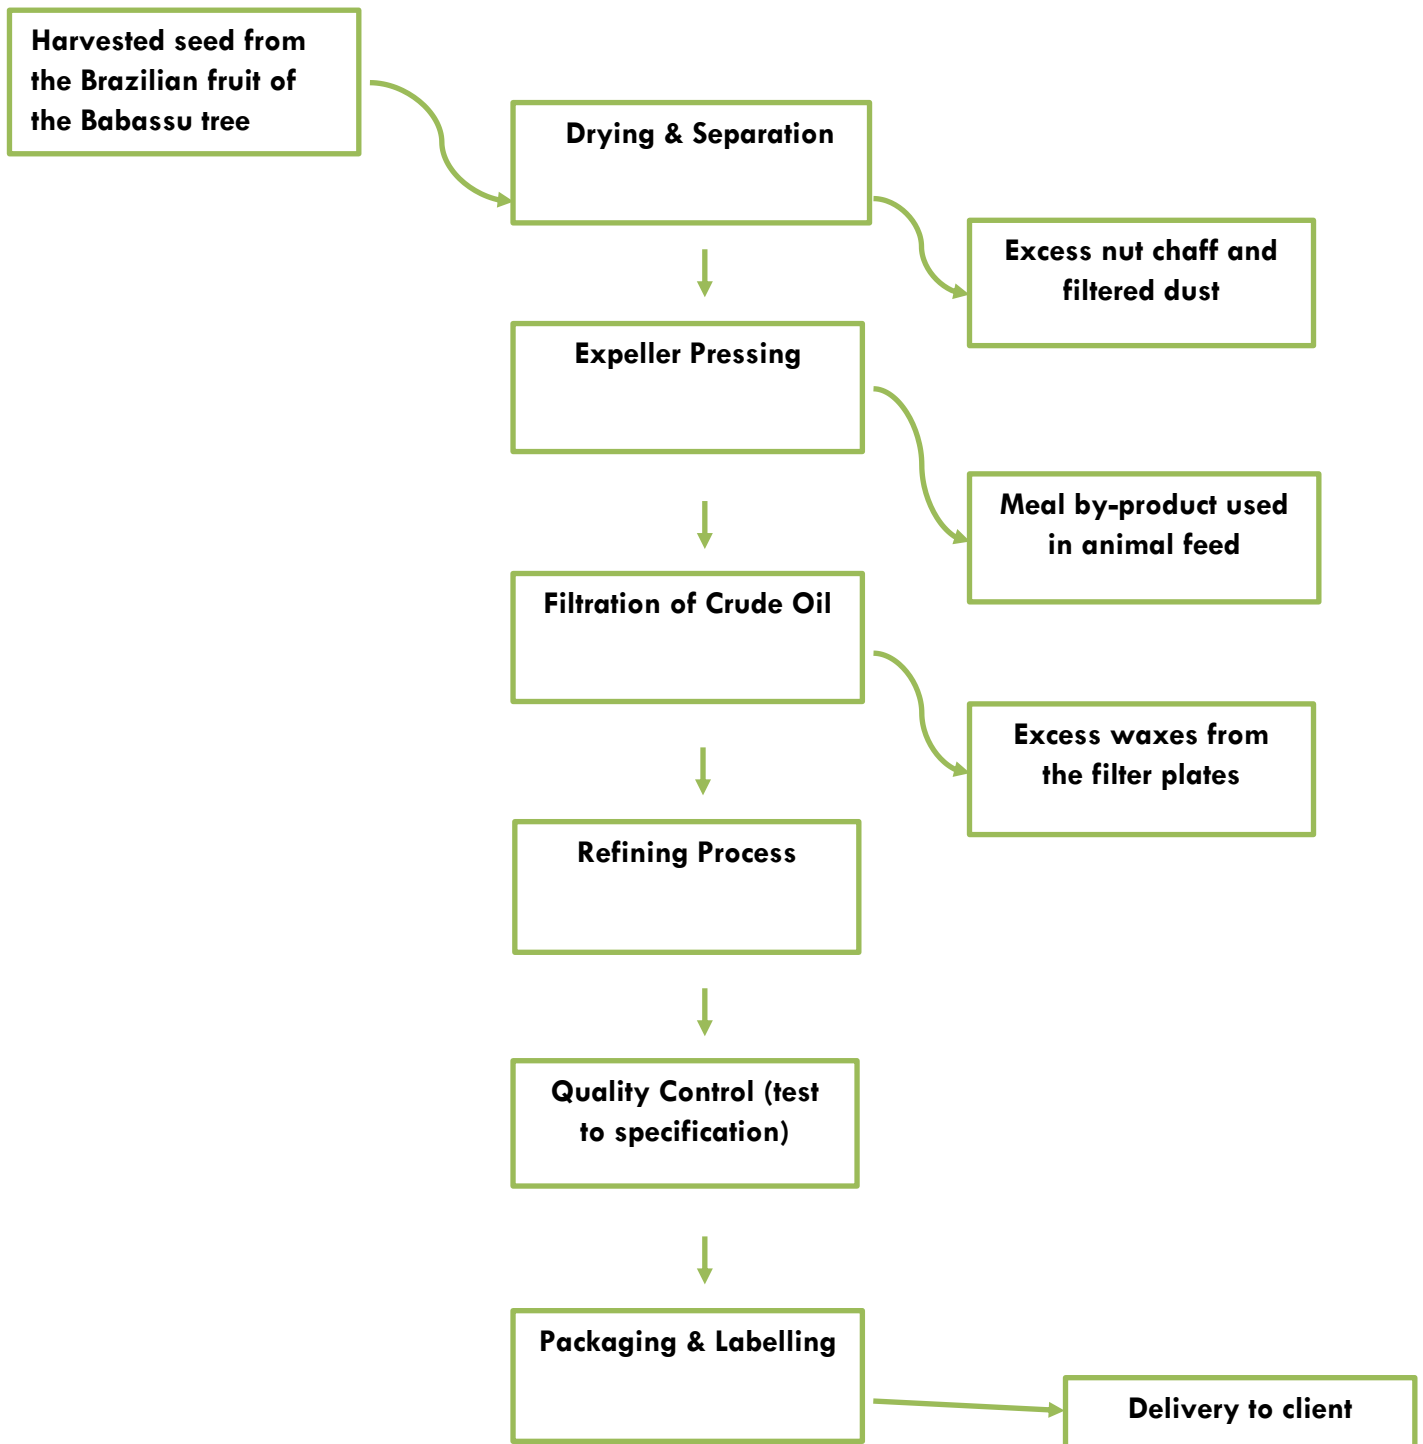 Harvested seed from
the Brazilian fruit of
the Babassu tree
Drying & Separation
Excess nut chaff and
filtered dust
Expeller Pressing
Meal by-product used
in animal feed
Filtration of Crude Oil
Excess waxes from
the filter plates
Refining Process
Quality Control (test
to specification)
Packaging & Labelling
Delivery to client